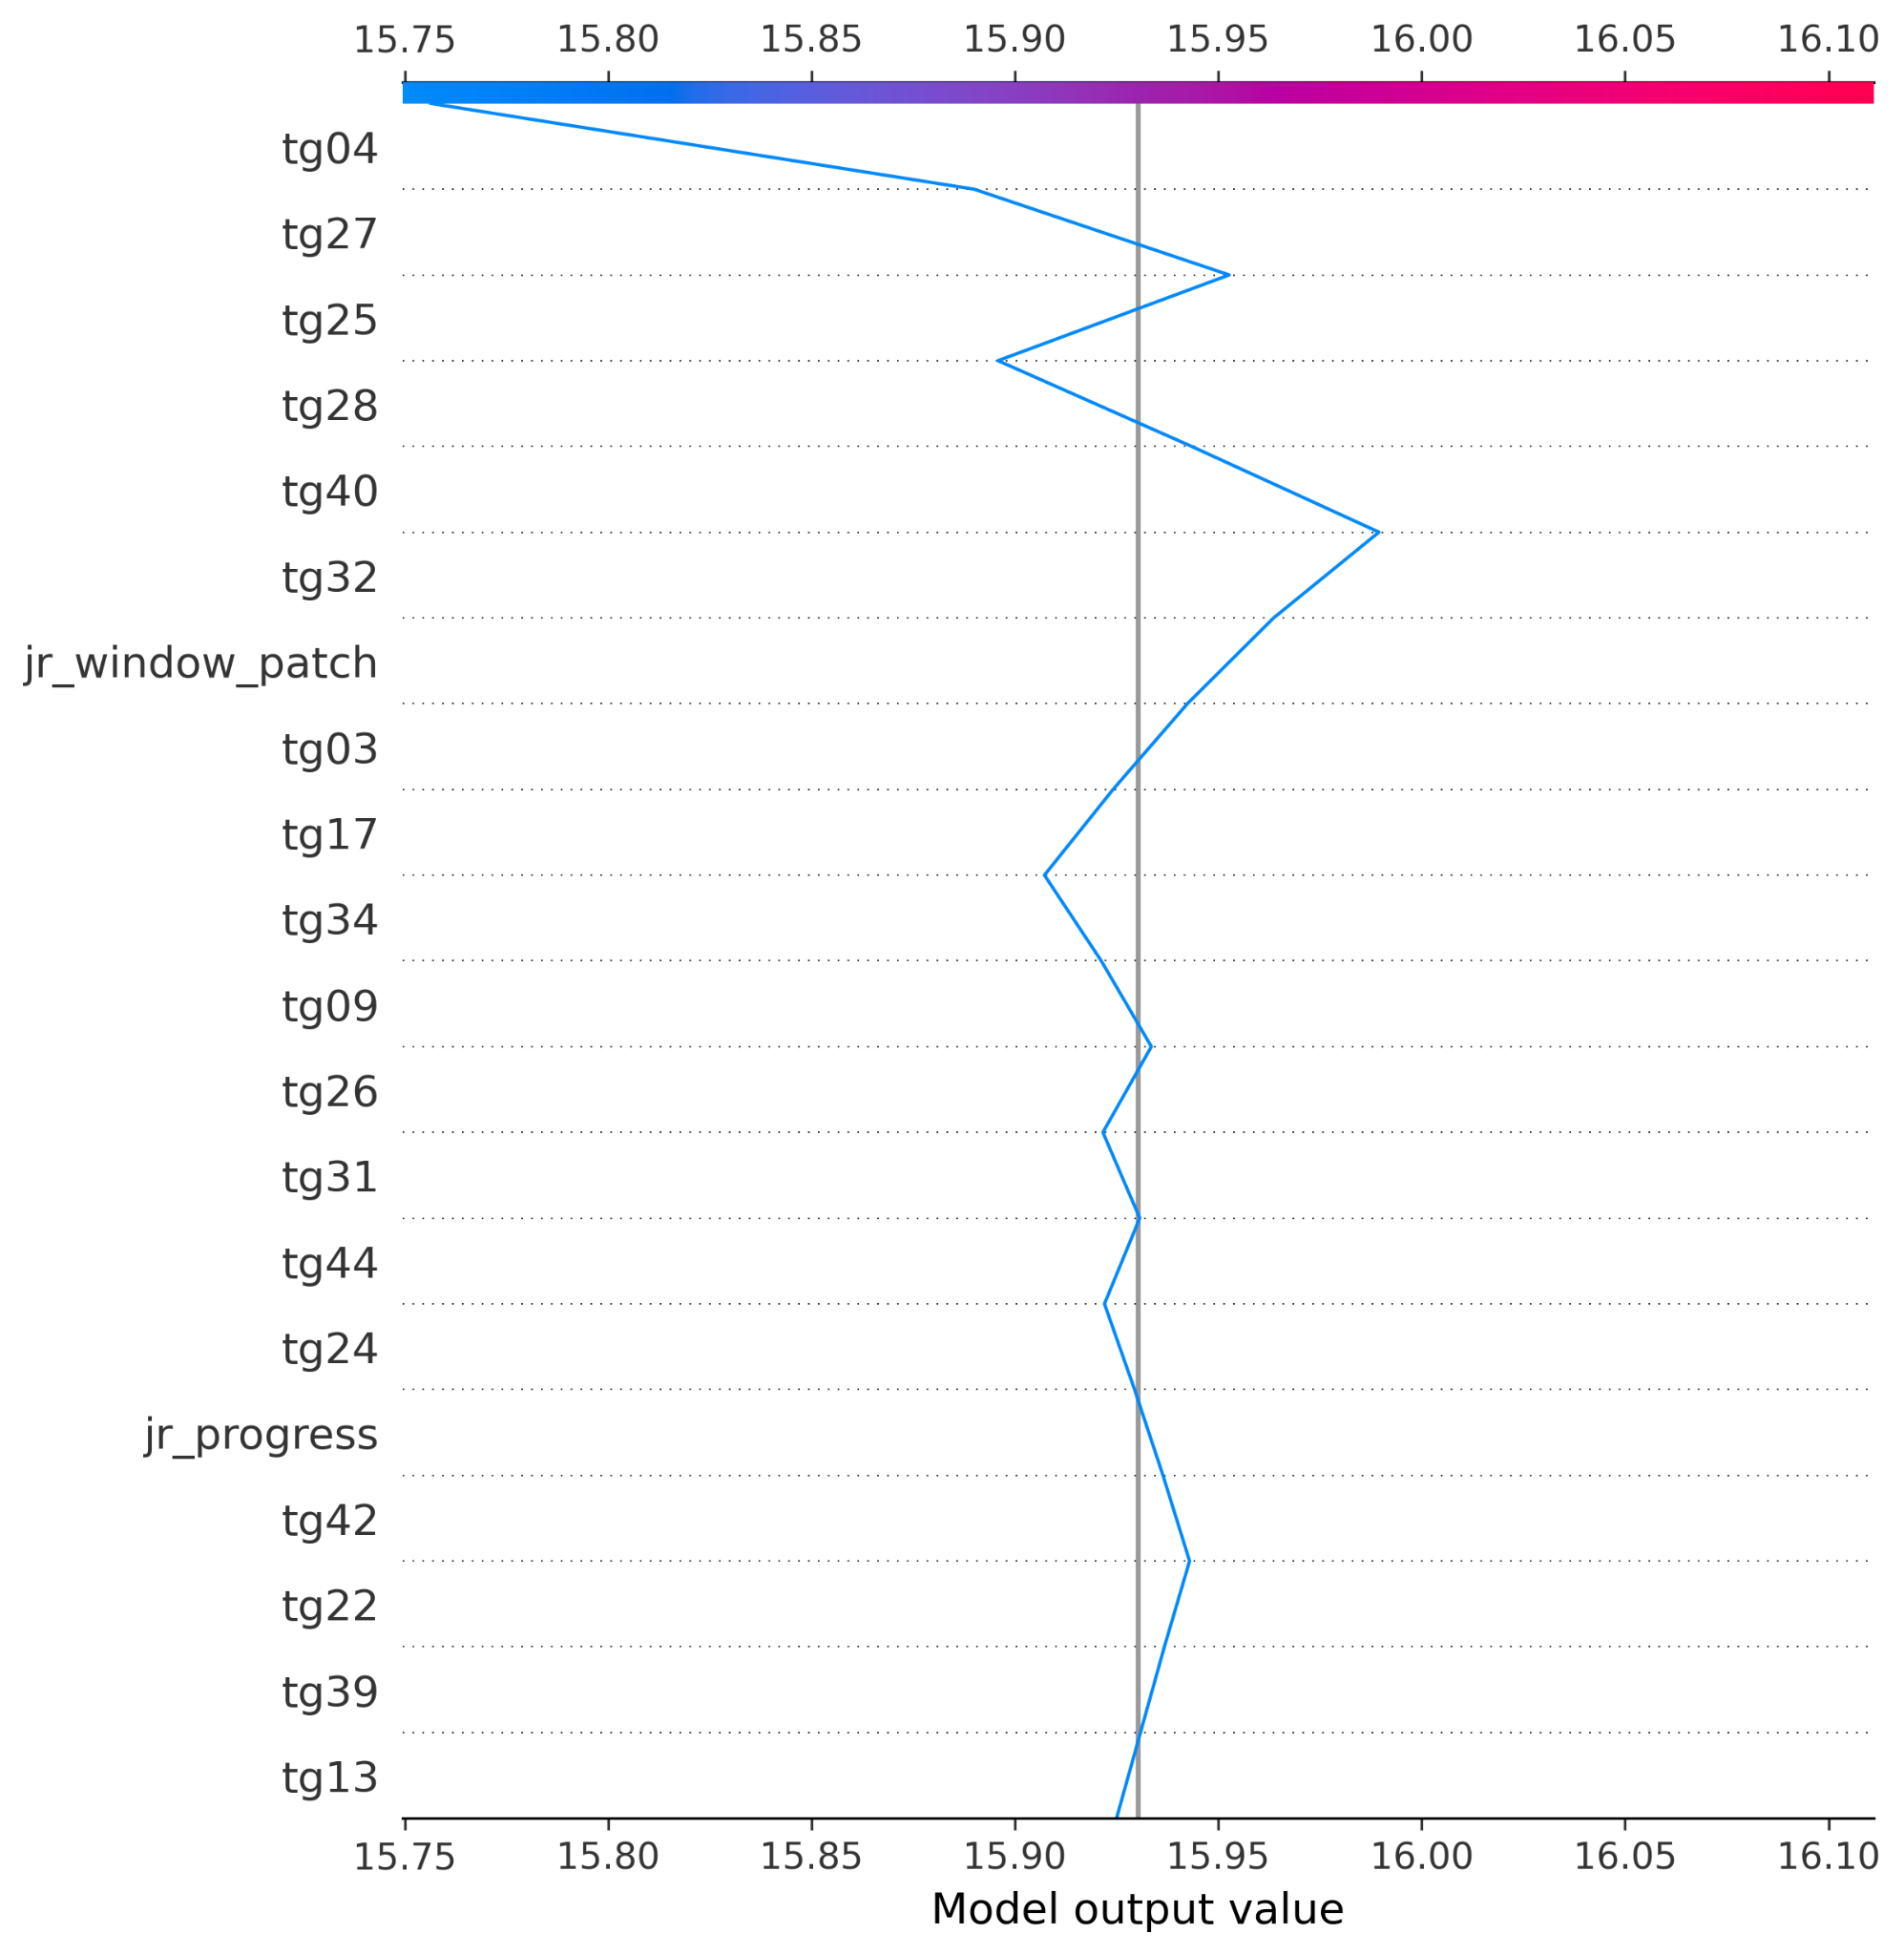 15.75 15.80 15.85 15.90 15.95 16.00 16.05 16.10
tg04
tg27
tg25
tg28
tg40
tg32
jr_window_patch
tg03
tg17
tg34
tg09
tg26
tg31
tg44
tg24
jr_progress
tg42
tg22
tg39
tg13
15.75 15.80 15.85 15.90 15.95 16.00 16.05 16.10
Model output value